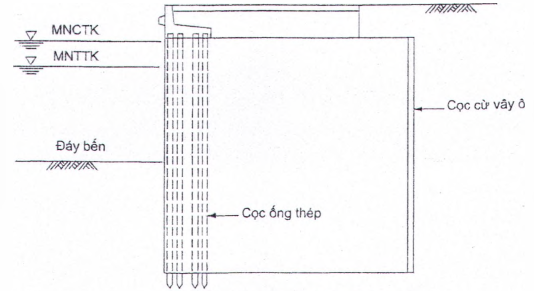 MNCTK
MNTTK
Cọc cừ vây ô
Đáy bến
Cọc ống thép